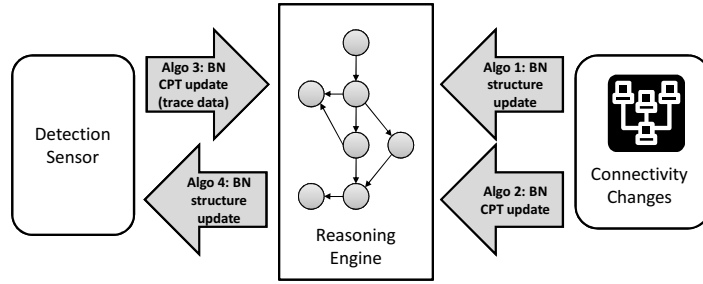 Detection
Sensor
Algo 3: BN
CPT update
(trace data)
Algo 4: BN
structure
update
Reasoning
Engine
Algo 1: BN
structure
update
Algo 2: BN
CPT update
Connectivity
Changes